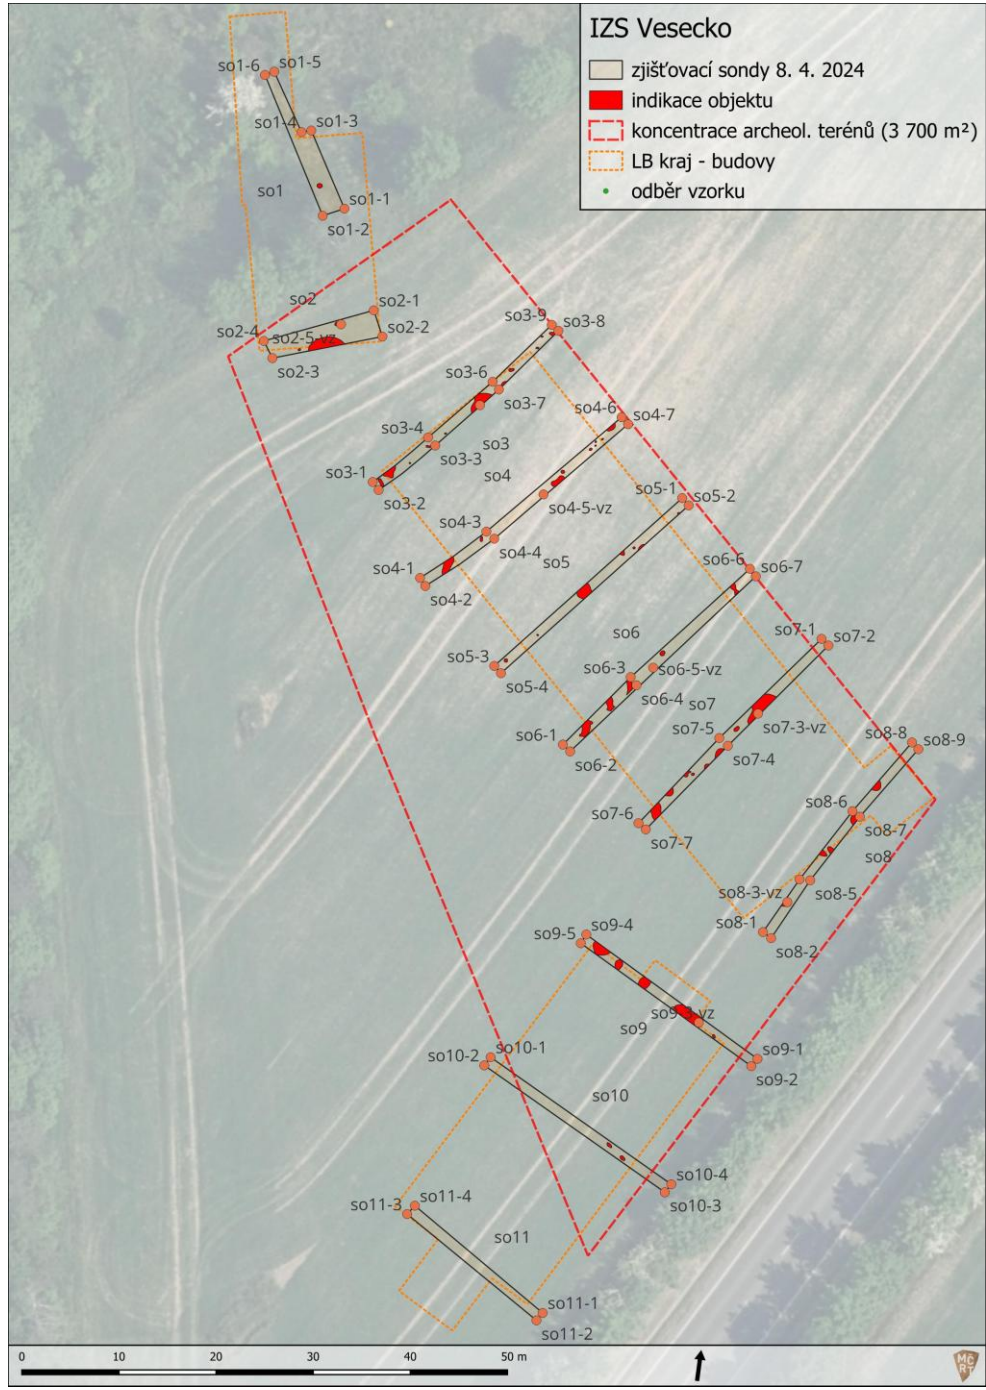 IZS Vesecko
zjišťovací sondy 8. 4. 2024
indikace objektu
koncentrace archeol. terénů (3 700 m²)
LB kraj - budovy
odběr vzorku
so1-6
so1-5
so1-4
so1-3
so1
so1-1
so1-2
so2
so2-1
so2-4
so2-5-vz
so2-2
so2-3
so3-9
so3-8
so3-6
so3-7
so3-4
so3-3
so3
so3-1
so3-2
so4-6
so4-7
so4
so4-5-vz
so4-3
so4-4
so4-1
so4-2
so5-1
so5-2
so5
so5-3
so5-4
so6-6
so6-7
so6
so6-3
so6-5-vz
so6-4
so6-1
so6-2
so7-1
so7-2
so7
so7-3-vz
so7-5
so7-4
so7-6
so7-7
so8-8
so8-9
so8-6
so8-7
so8
so8-3-vz
so8-5
so8-1
so8-2
so9-4
so9-5
so9-3-vz
so9
so9-1
so9-2
so10-1
so10-2
so10
so10-4
so10-3
so11-4
so11-3
so11
so11-1
so11-2
0 10 20 30 40 50 m
MČRT